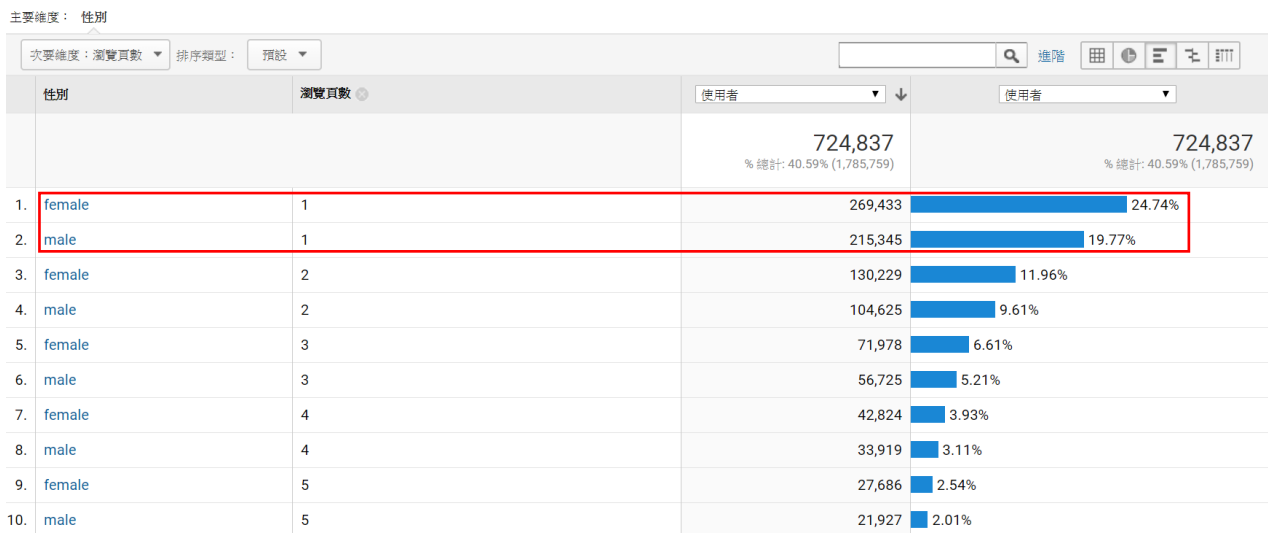 主要維度： 性別
次要維度：瀏覽頁數 排序類型： 預設 進階
性別 瀏覽頁數 使用者 使用者
724,837 724,837
% 總計: 40.59% (1,785,759) % 總計: 40.59% (1,785,759)
1. female 1 269,433 24.74%
2. male 1 215,345 19.77%
3. female 2 130,229 11.96%
4. male 2 104,625 9.61%
5. female 3 71,978 6.61%
6. male 3 56,725 5.21%
7. female 4 42,824 3.93%
8. male 4 33,919 3.11%
9. female 5 27,686 2.54%
10. male 5 21,927 2.01%